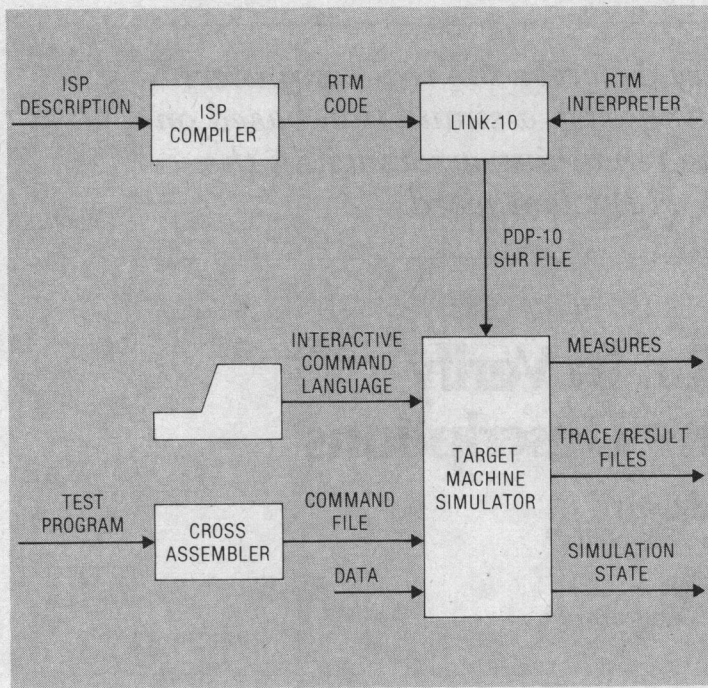 ISP
DESCRIPTION
ISP
COMPILER
RTM
CODE
LINK-10
RTM
INTERPRETER
PDP-10
SHR FILE
INTERACTIVE
COMMAND
LANGUAGE
MEASURES
TARGET
MACHINE
SIMULATOR
TRACE/RESULT
FILES
TEST
PROGRAM
CROSS
ASSEMBLER
COMMAND
FILE
DATA
SIMULATION
STATE